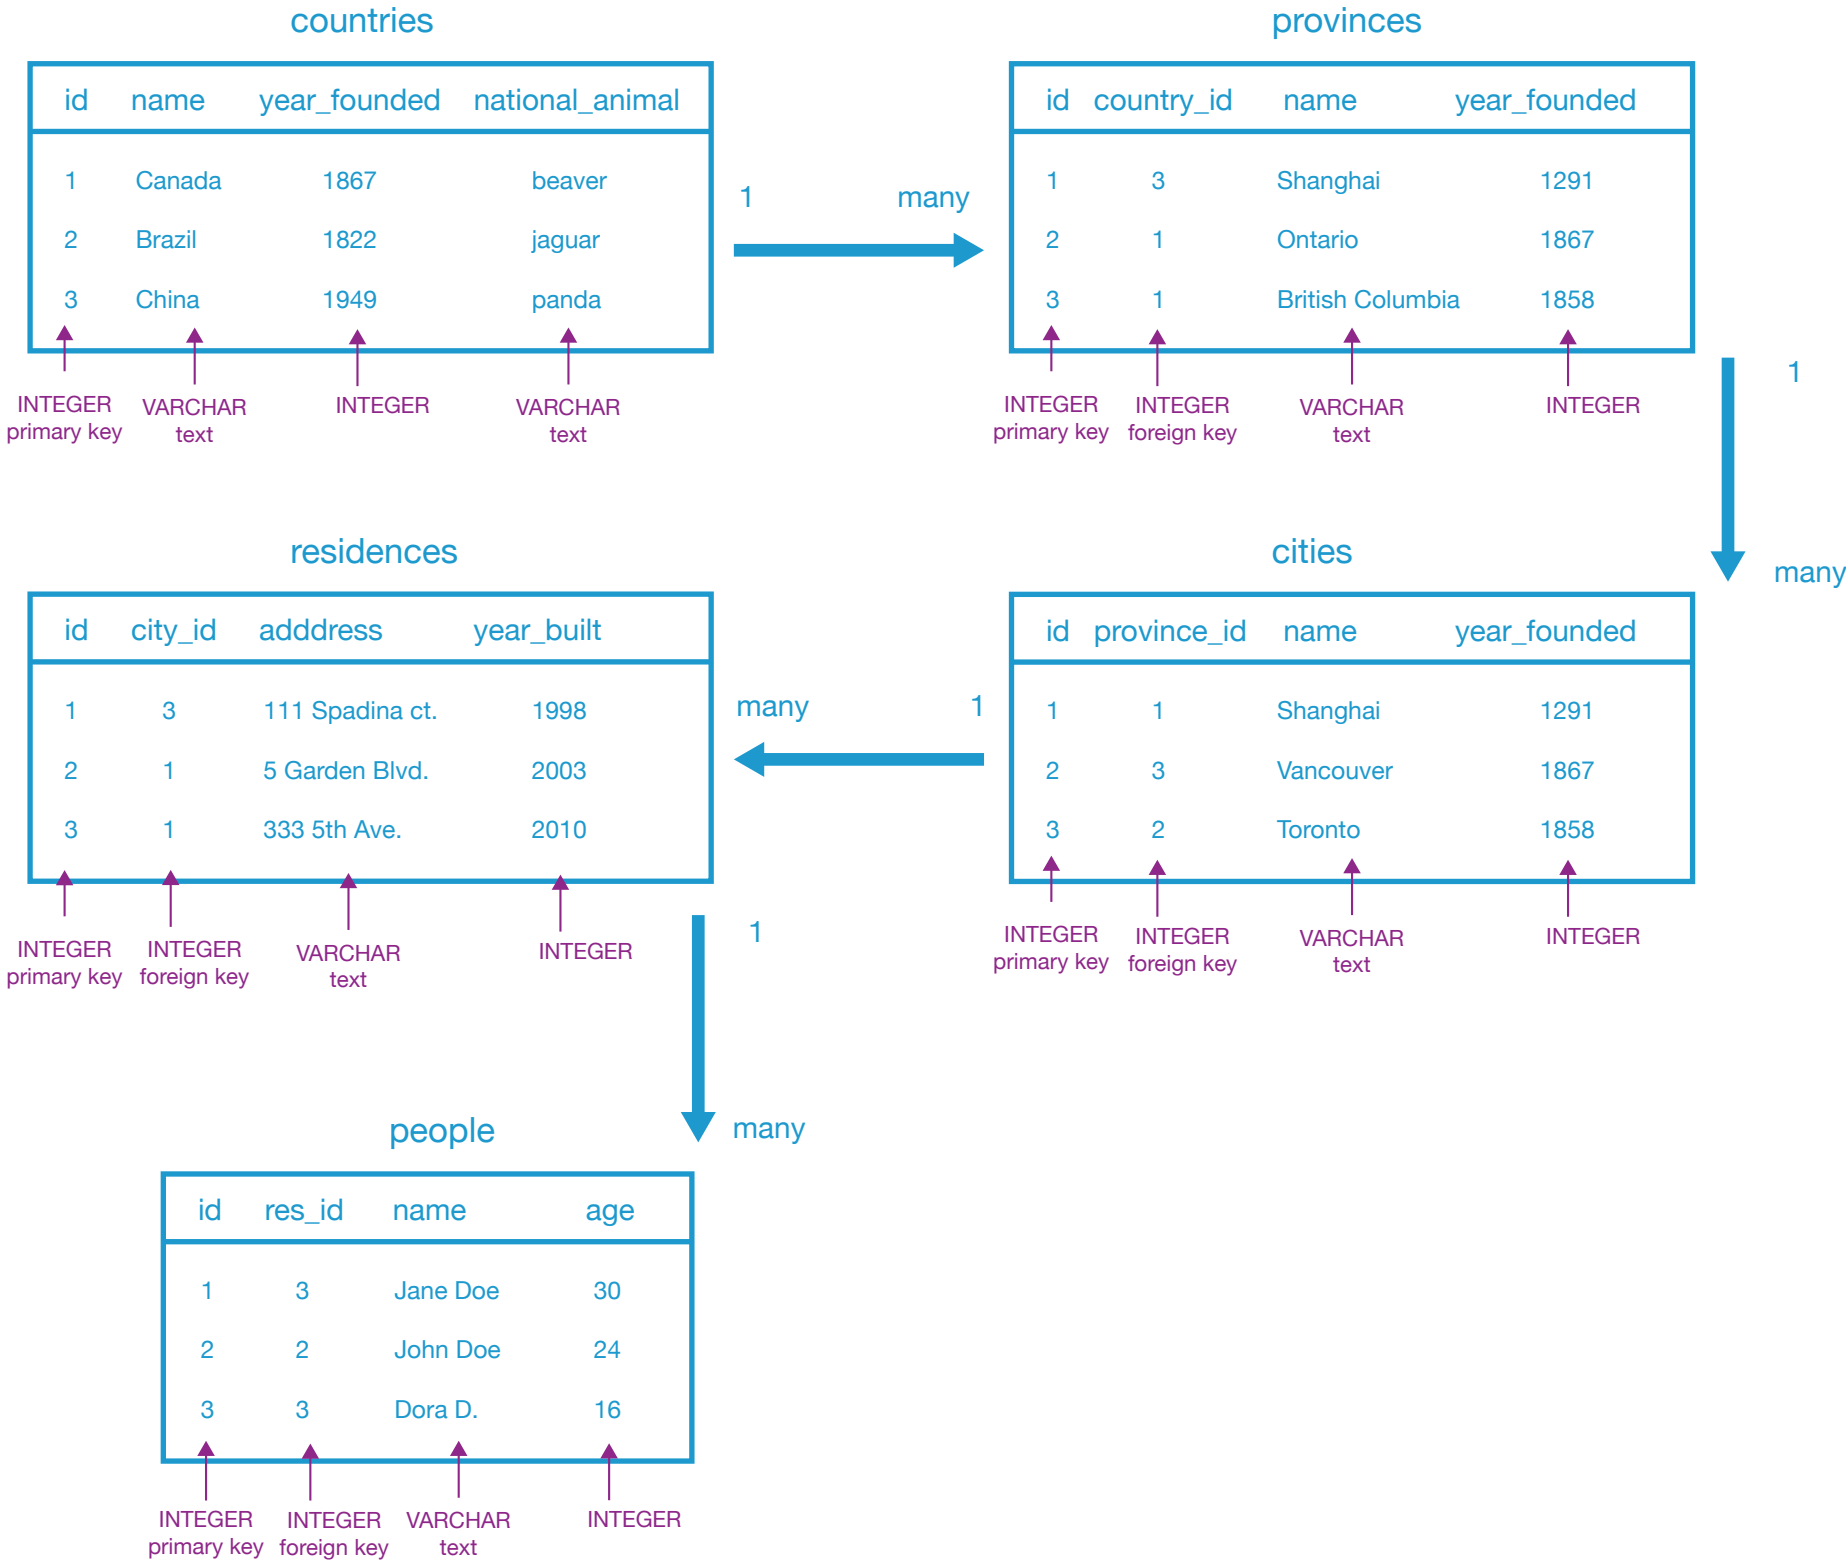 countries
id name year_founded national_animal
1 Canada 1867 beaver
2 Brazil 1822 jaguar
3 China 1949 panda
INTEGER primary key
VARCHAR text
INTEGER
VARCHAR text
1 many
provinces
id country_id name year_founded
1 3 Shanghai 1291
2 1 Ontario 1867
3 1 British Columbia 1858
INTEGER primary key
INTEGER foreign key
VARCHAR text
INTEGER
1
many
residences
id city_id adddress year_built
1 3 111 Spadina ct. 1998
2 1 5 Garden Blvd. 2003
3 1 333 5th Ave. 2010
INTEGER primary key
INTEGER foreign key
VARCHAR text
INTEGER
many 1
cities
id province_id name year_founded
1 1 Shanghai 1291
2 3 Vancouver 1867
3 2 Toronto 1858
INTEGER primary key
INTEGER foreign key
VARCHAR text
INTEGER
1
many
people
id res_id name age
1 3 Jane Doe 30
2 2 John Doe 24
3 3 Dora D. 16
INTEGER primary key
INTEGER foreign key
VARCHAR text
INTEGER